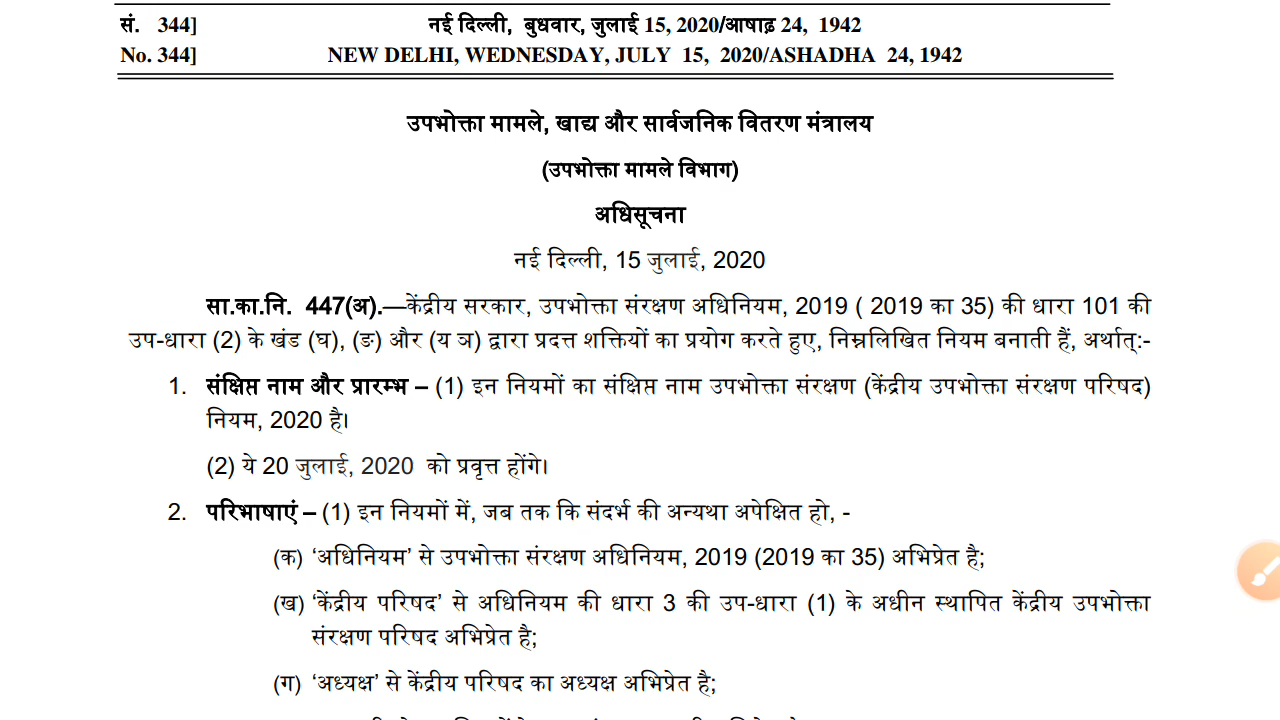 सं. 344]
नई दिल्ली, बुधवार, जुलाई 15, 2020/आषाढ़ 24, 1942
No. 344]
NEW DELHI, WEDNESDAY, JULY 15, 2020/ASHADHA 24, 1942
उपभोक्ता मामले, खाद्य और सार्वजनिक वितरण मंत्रालय
(उपभोक्ता मामले विभाग)
अधिसूचना
नई दिल्ली, 15 जुलाई, 2020
सा.का.नि. 447(अ).—केंद्रीय सरकार, उपभोक्ता संरक्षण अधिनियम, 2019 ( 2019 का 35) की धारा 101 की
उप-धारा (2) के खंड (घ), (ङ) और (य ञ) द्वारा प्रदत्त शक्तियों का प्रयोग करते हुए, निम्नलिखित नियम बनाती हैं, अर्थात्:-
1. संक्षिप्त नाम और प्रारम्भ – (1) इन नियमों का संक्षिप्त नाम उपभोक्ता संरक्षण (केंद्रीय उपभोक्ता संरक्षण परिषद)
नियम, 2020 है।
(2) ये 20 जुलाई, 2020 को प्रवृत्त होंगे।
2. परिभाषाएं – (1) इन नियमों में, जब तक कि संदर्भ की अन्यथा अपेक्षित हो, -
(क) ‘अधिनियम’ से उपभोक्ता संरक्षण अधिनियम, 2019 (2019 का 35) अभिप्रेत है;
(ख) ‘केंद्रीय परिषद’ से अधिनियम की धारा 3 की उप-धारा (1) के अधीन स्थापित केंद्रीय उपभोक्ता
संरक्षण परिषद अभिप्रेत है;
(ग) ‘अध्यक्ष’ से केंद्रीय परिषद का अध्यक्ष अभिप्रेत है;